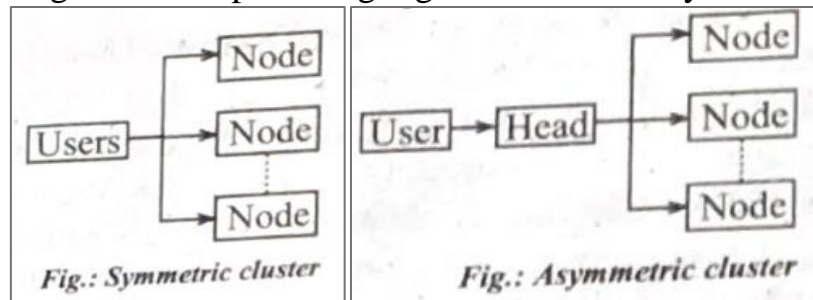 Users
Node
Node
Node
Fig.: Symmetric cluster
User
Head
Node
Node
Node
Fig.: Asymmetric cluster